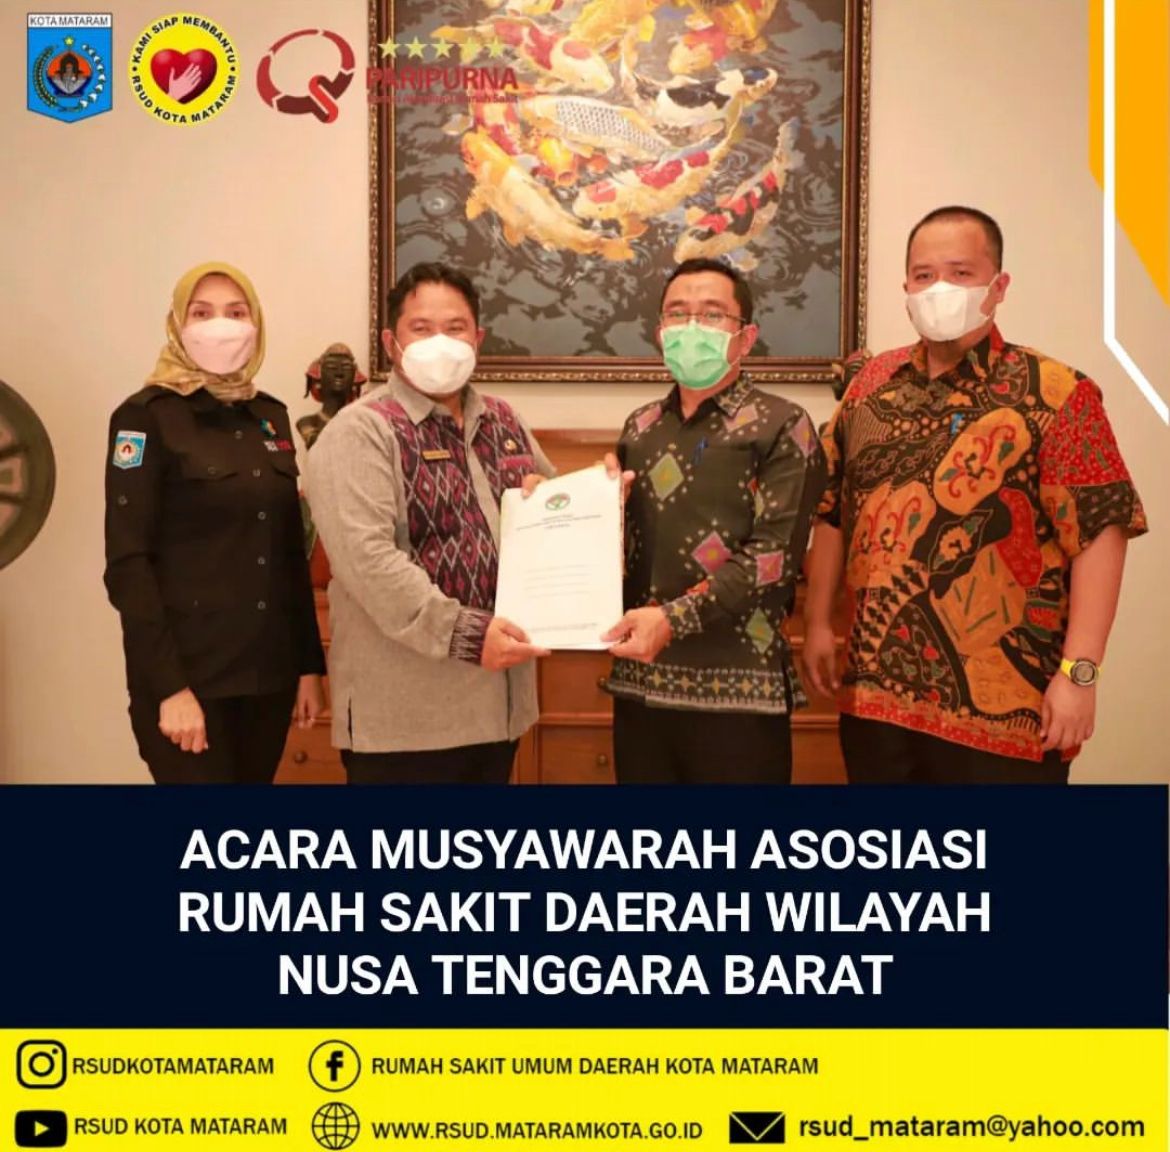 KOTA MATARAM
KAMI SIAP MEMBANTU
RSUD KOTA MATARAM
PARIPURNA
ACARA MUSYAWARAH ASOSIASI
RUMAH SAKIT DAERAH WILAYAH
NUSA TENGGARA BARAT
RSUDKOTAMATARAM
RUMAH SAKIT UMUM DAERAH KOTA MATARAM
RSUD KOTA MATARAM
WWW.RSUD.MATARAMKOTA.GO.ID
rsud_mataram@yahoo.com